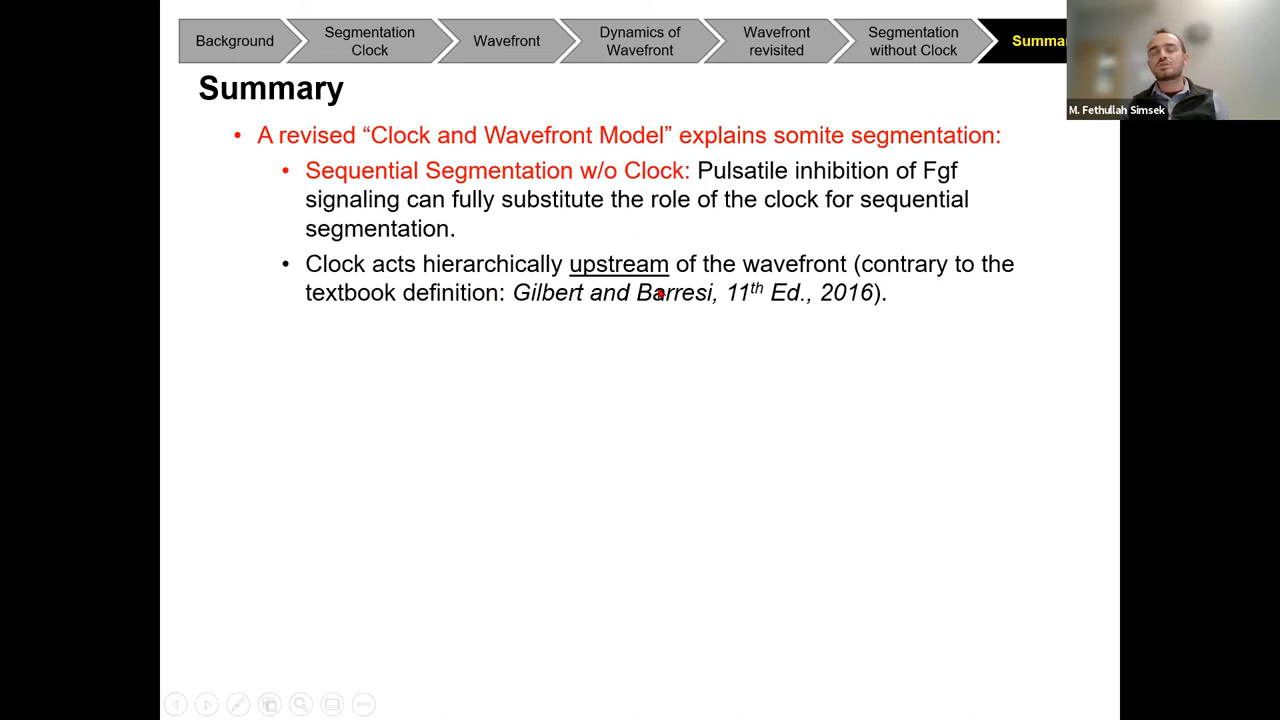 Background
Segmentation
Clock
Wavefront
Dynamics of
Wavefront
Wavefront
revisited
Segmentation
without Clock
Summa
M. Fethullah Simsek
Summary
• A revised “Clock and Wavefront Model” explains somite segmentation:
• Sequential Segmentation w/o Clock: Pulsatile inhibition of Fgf
signaling can fully substitute the role of the clock for sequential
segmentation.
• Clock acts hierarchically upstream of the wavefront (contrary to the
textbook definition: Gilbert and Barresi, 11th Ed., 2016).